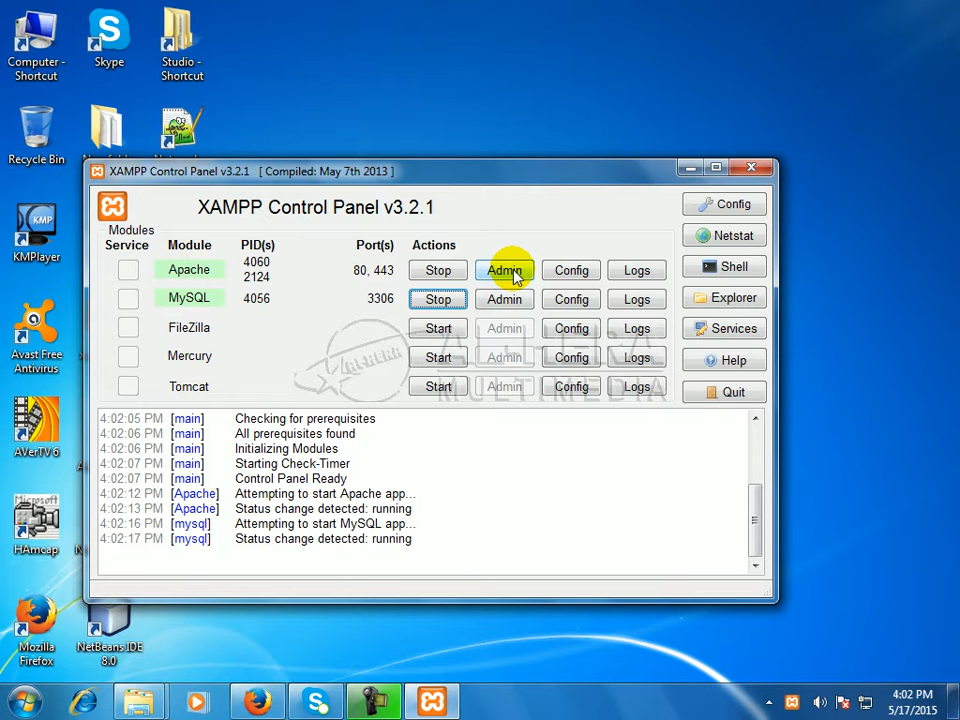 Computer - Shortcut
Skype
Studio - Shortcut
Recycle Bin
KMPlayer
KMP
Avast Free Antivirus
AVerTV 6
Microsoft
HAmcap
Mozilla Firefox
NetBeans IDE 8.0
XAMPP Control Panel v3.2.1 [ Compiled: May 7th 2013 ]
XAMPP Control Panel v3.2.1
Modules
Service Module PID(s) Port(s) Actions
Apache 4060 2124 80, 443 Stop Admin Config Logs
MySQL 4056 3306 Stop Admin Config Logs
FileZilla Start Admin Config Logs
Mercury Start Admin Config Logs
Tomcat Start Admin Config Logs
Config
Netstat
Shell
Explorer
Services
Help
Quit
ALHERA
AL-HERA
MULTIMEDIA
4:02:05 PM [main] Checking for prerequisites
4:02:06 PM [main] All prerequisites found
4:02:06 PM [main] Initializing Modules
4:02:07 PM [main] Starting Check-Timer
4:02:07 PM [main] Control Panel Ready
4:02:12 PM [Apache] Attempting to start Apache app...
4:02:13 PM [Apache] Status change detected: running
4:02:16 PM [mysql] Attempting to start MySQL app...
4:02:17 PM [mysql] Status change detected: running
4:02 PM
5/17/2015